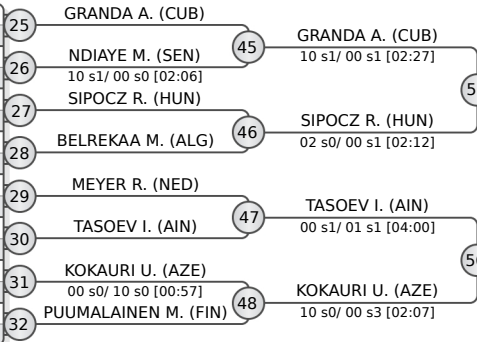 25
GRANDA A. (CUB)
45
GRANDA A. (CUB)
10 s1/ 00 s1 [02:27]
26
NDIAYE M. (SEN)
10 s1/ 00 s0 [02:06]
27
SIPOCZ R. (HUN)
46
SIPOCZ R. (HUN)
02 s0/ 00 s1 [02:12]
28
BELREKAA M. (ALG)
29
MEYER R. (NED)
47
TASOEV I. (AIN)
00 s1/ 01 s1 [04:00]
30
TASOEV I. (AIN)
31
KOKAURI U. (AZE)
00 s0/ 10 s0 [00:57]
48
KOKAURI U. (AZE)
10 s0/ 00 s3 [02:07]
32
PUUMALAINEN M. (FIN)